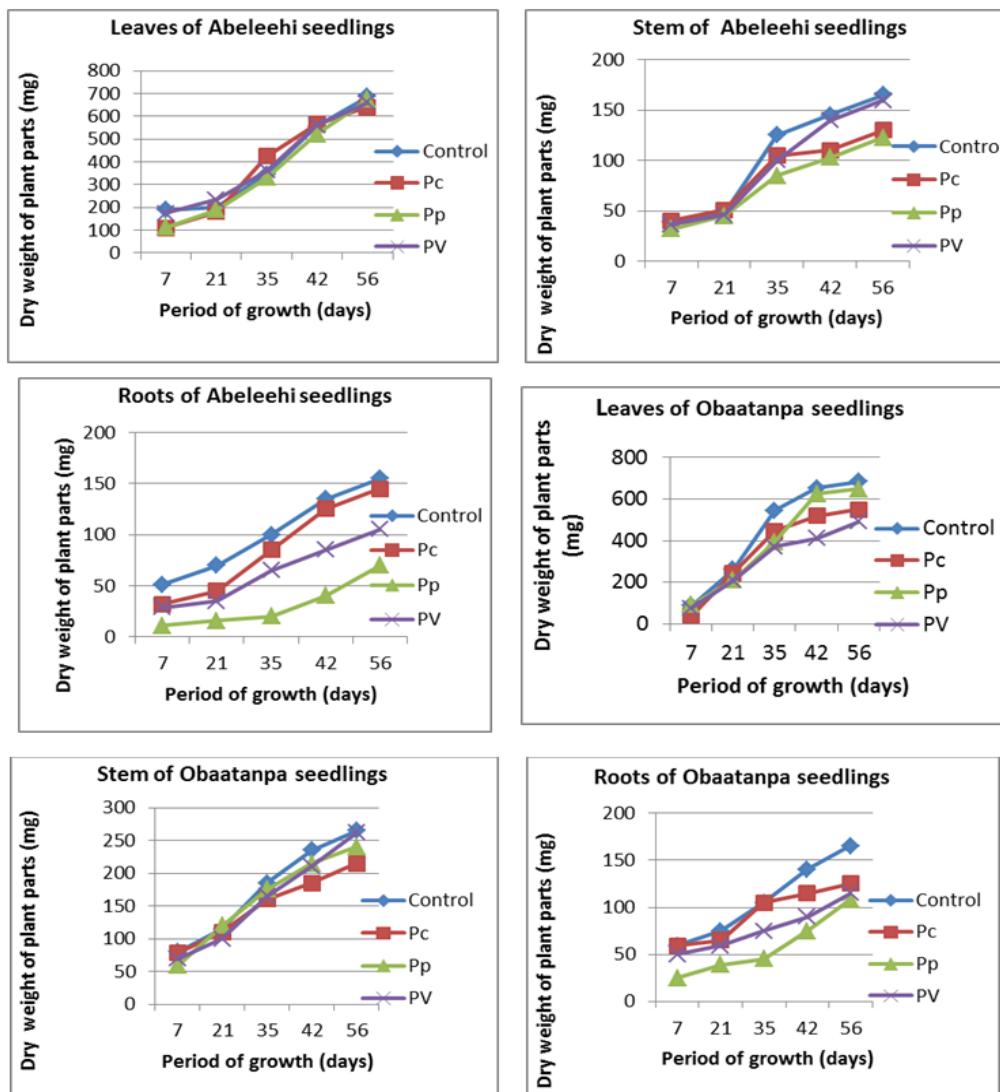 Leaves of Abeleehi seedlings
Dry weight of plant parts (mg)
800
700
600
500
400
300
200
100
0
7 21 35 42 56
Period of growth (days)
Control
Pc
Pp
PV
Stem of Abeleehi seedlings
Dry weight of plant parts (mg)
200
150
100
50
0
7 21 35 42 56
Period of growth (days)
Control
Pc
Pp
PV
Roots of Abeleehi seedlings
Dry weight of plant parts (mg)
200
150
100
50
0
7 21 35 42 56
Period of growth (days)
Control
Pc
Pp
PV
Leaves of Obaatanpa seedlings
Dry weight of plant parts
(mg)
800
600
400
200
0
7 21 35 42 56
Period of growth (days)
Control
Pc
Pp
PV
Stem of Obaatanpa seedlings
Dry weight of plant parts (mg)
300
250
200
150
100
50
0
7 21 35 42 56
Period of growth (days)
Control
Pc
Pp
PV
Roots of Obaatanpa seedlings
Dry weight of plant parts (mg)
200
150
100
50
0
7 21 35 42 56
Period of growth (days)
Control
Pc
Pp
PV